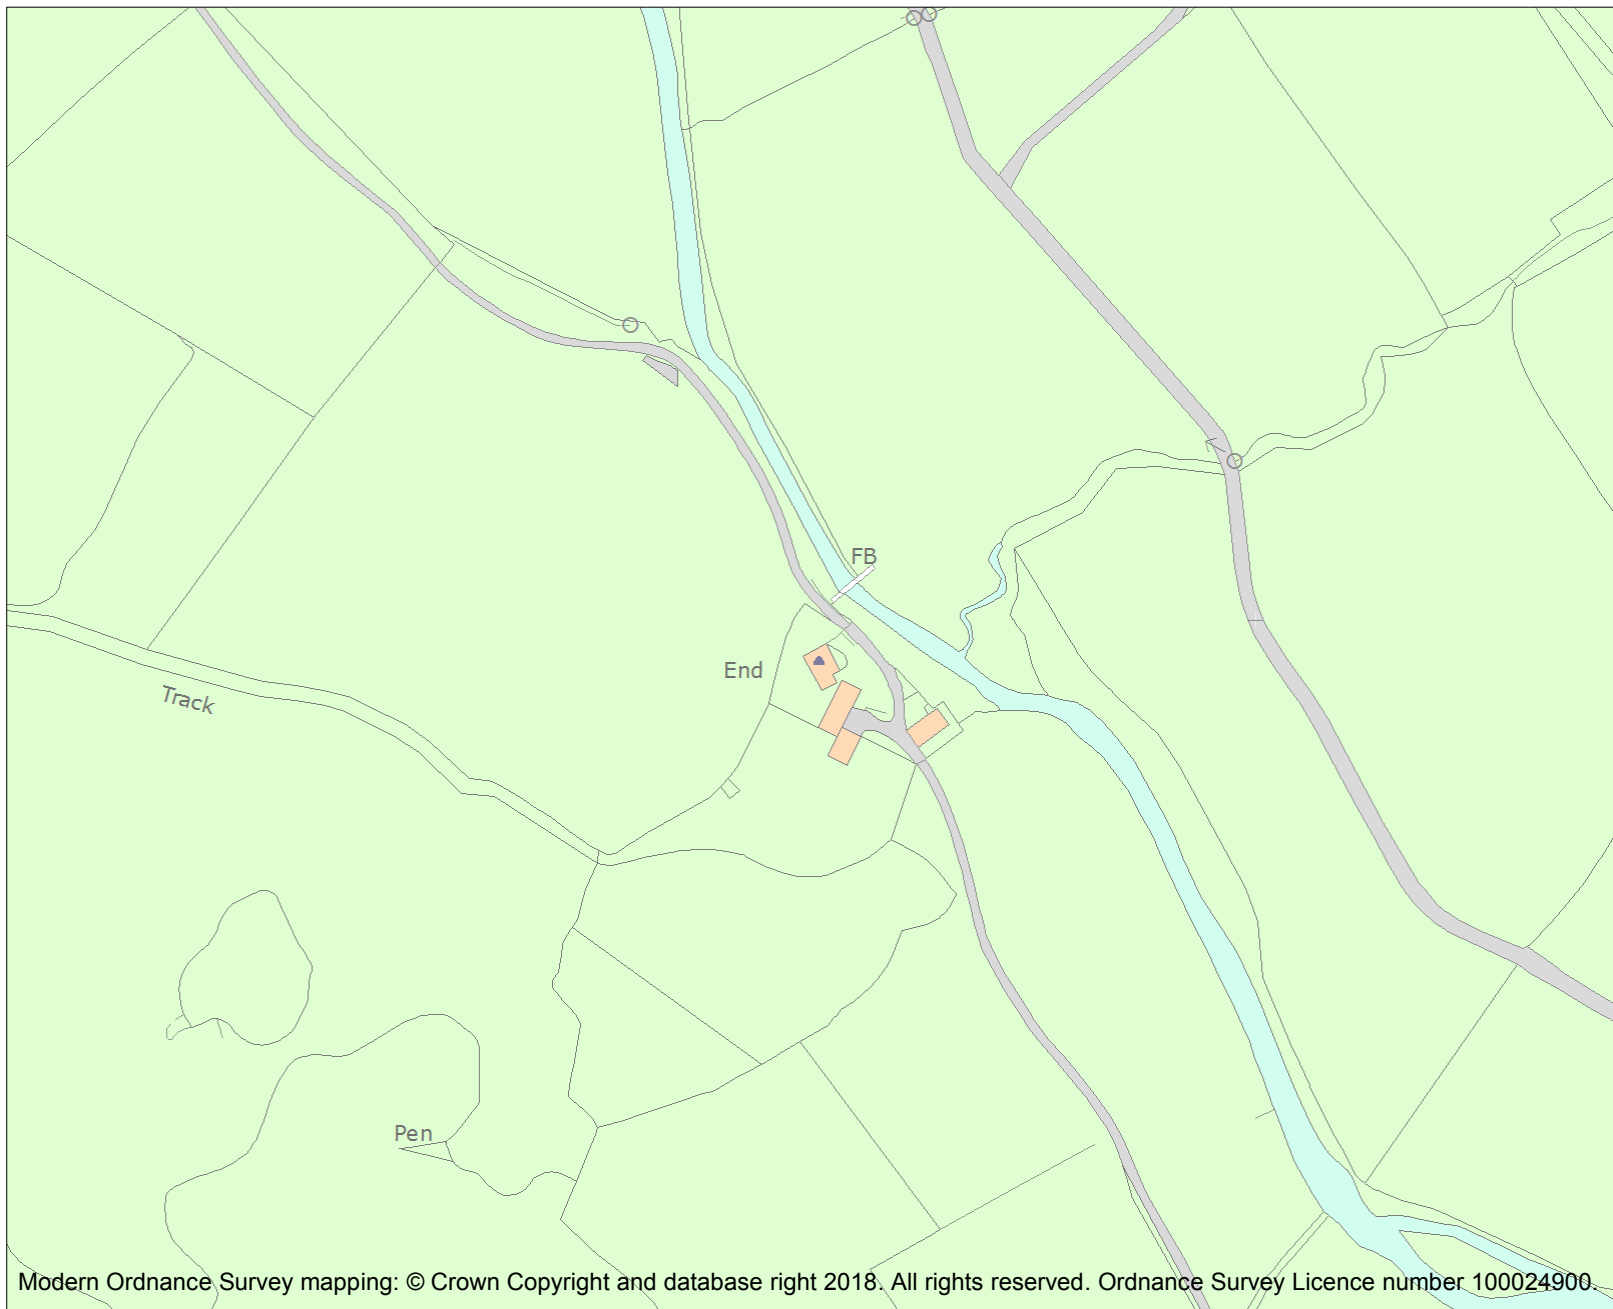 FB
End
Track
Pen
Modern Ordnance Survey mapping: © Crown Copyright and database right 2018. All rights reserved. Ordnance Survey Licence number 100024900.